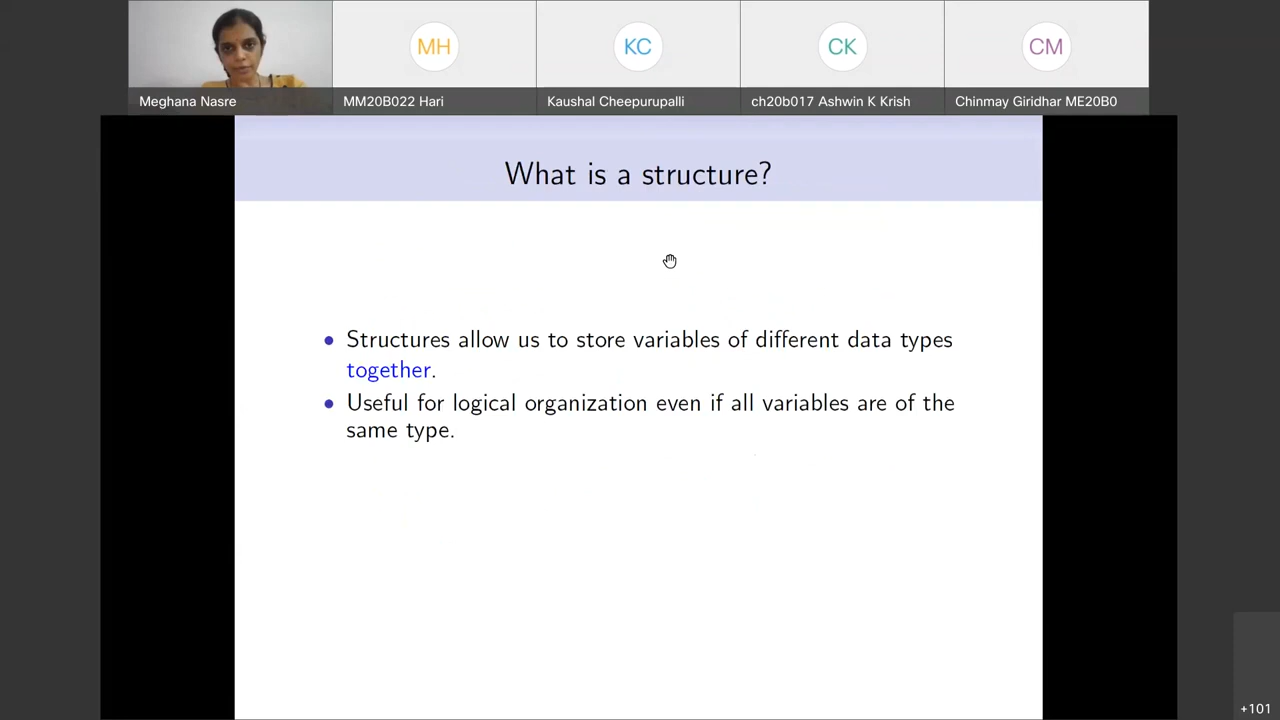 MH
KC
CK
CM
Meghana Nasre
MM20B022 Hari
Kaushal Cheepurupalli
ch20b017 Ashwin K Krish
Chinmay Giridhar ME20B0
What is a structure?
• Structures allow us to store variables of different data types
together.
• Useful for logical organization even if all variables are of the
same type.
+101